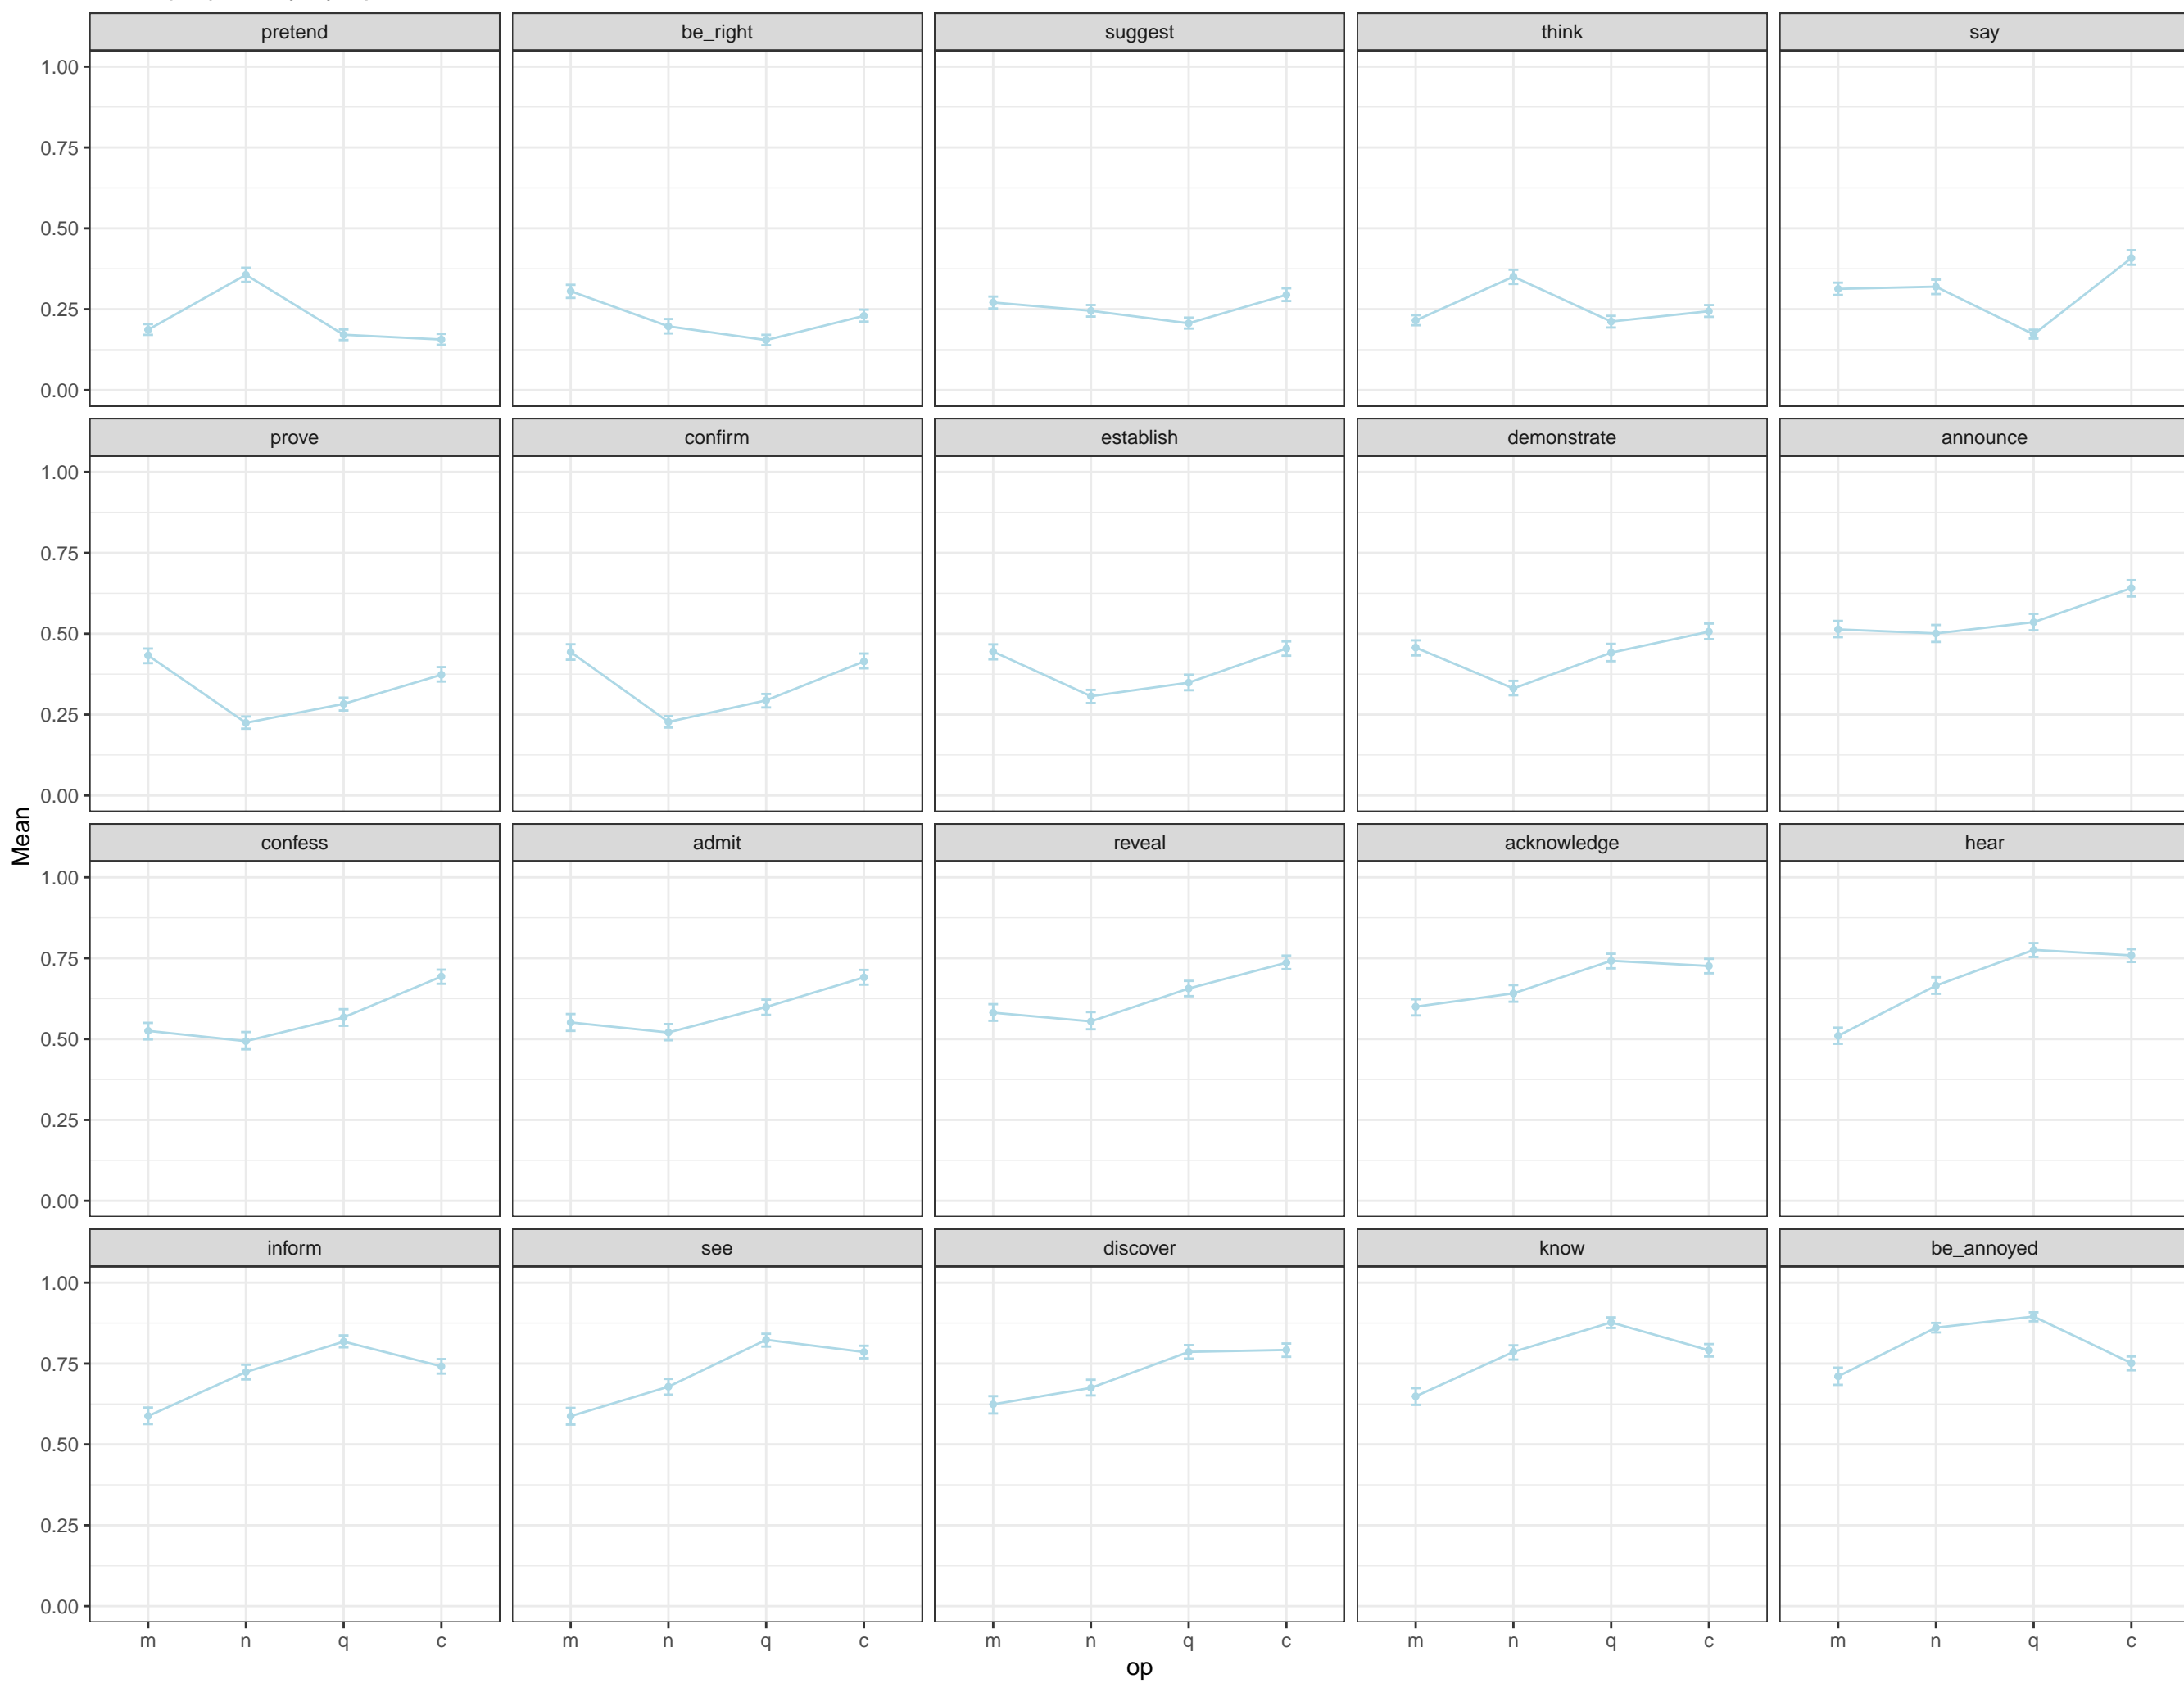 pretend be_right suggest think say
1.00
0.75
0.50
0.25
0.00
prove confirm establish demonstrate announce
1.00
0.75
0.50
0.25
0.00
Mean
confess admit reveal acknowledge hear
1.00
0.75
0.50
0.25
0.00
inform see discover know be_annoyed
1.00
0.75
0.50
0.25
0.00
m n q c m n q c m n q c m n q c m n q c
op